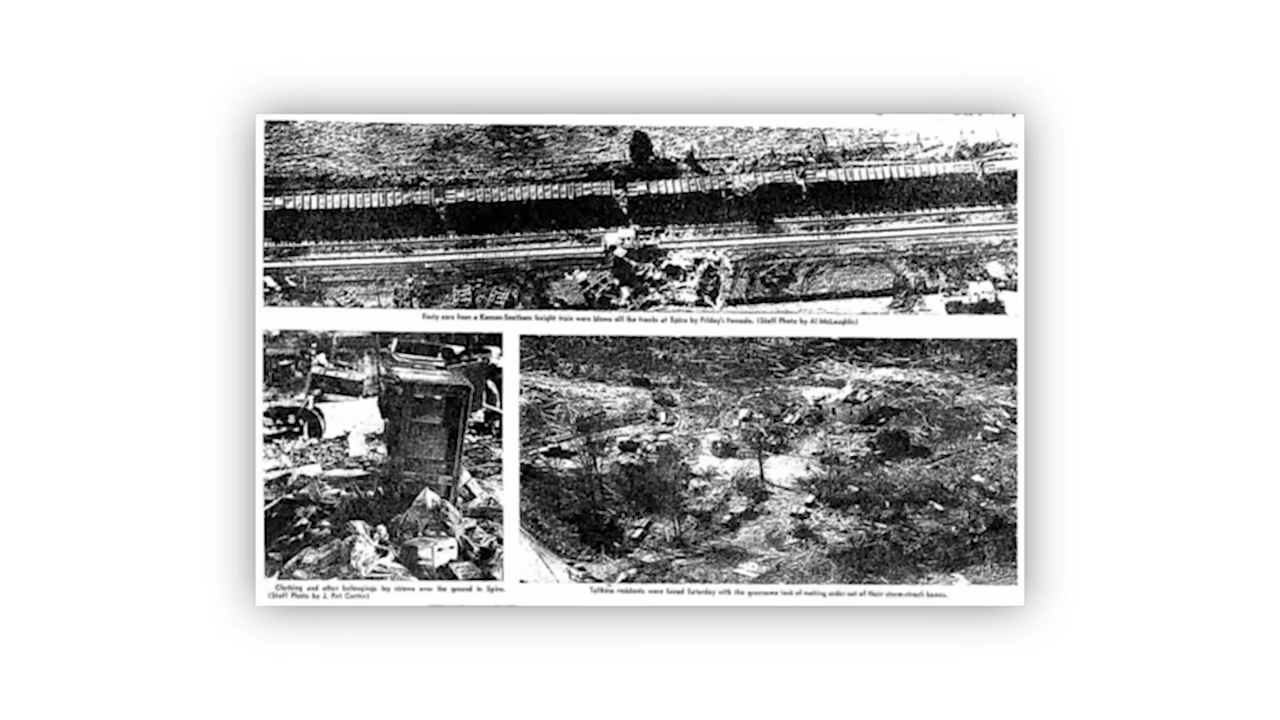 Forty cars from a Kansas-Southern freight train were blown off the tracks at Spiro by Friday's tornado. (Staff Photo by Al McLaughlin)
Clothing and other belongings lay strewn over the ground in Spiro.
(Staff Photo by J. Pat Carter)
Talihina residents were faced Saturday with the gruesome task of making order out of their storm-struck homes.